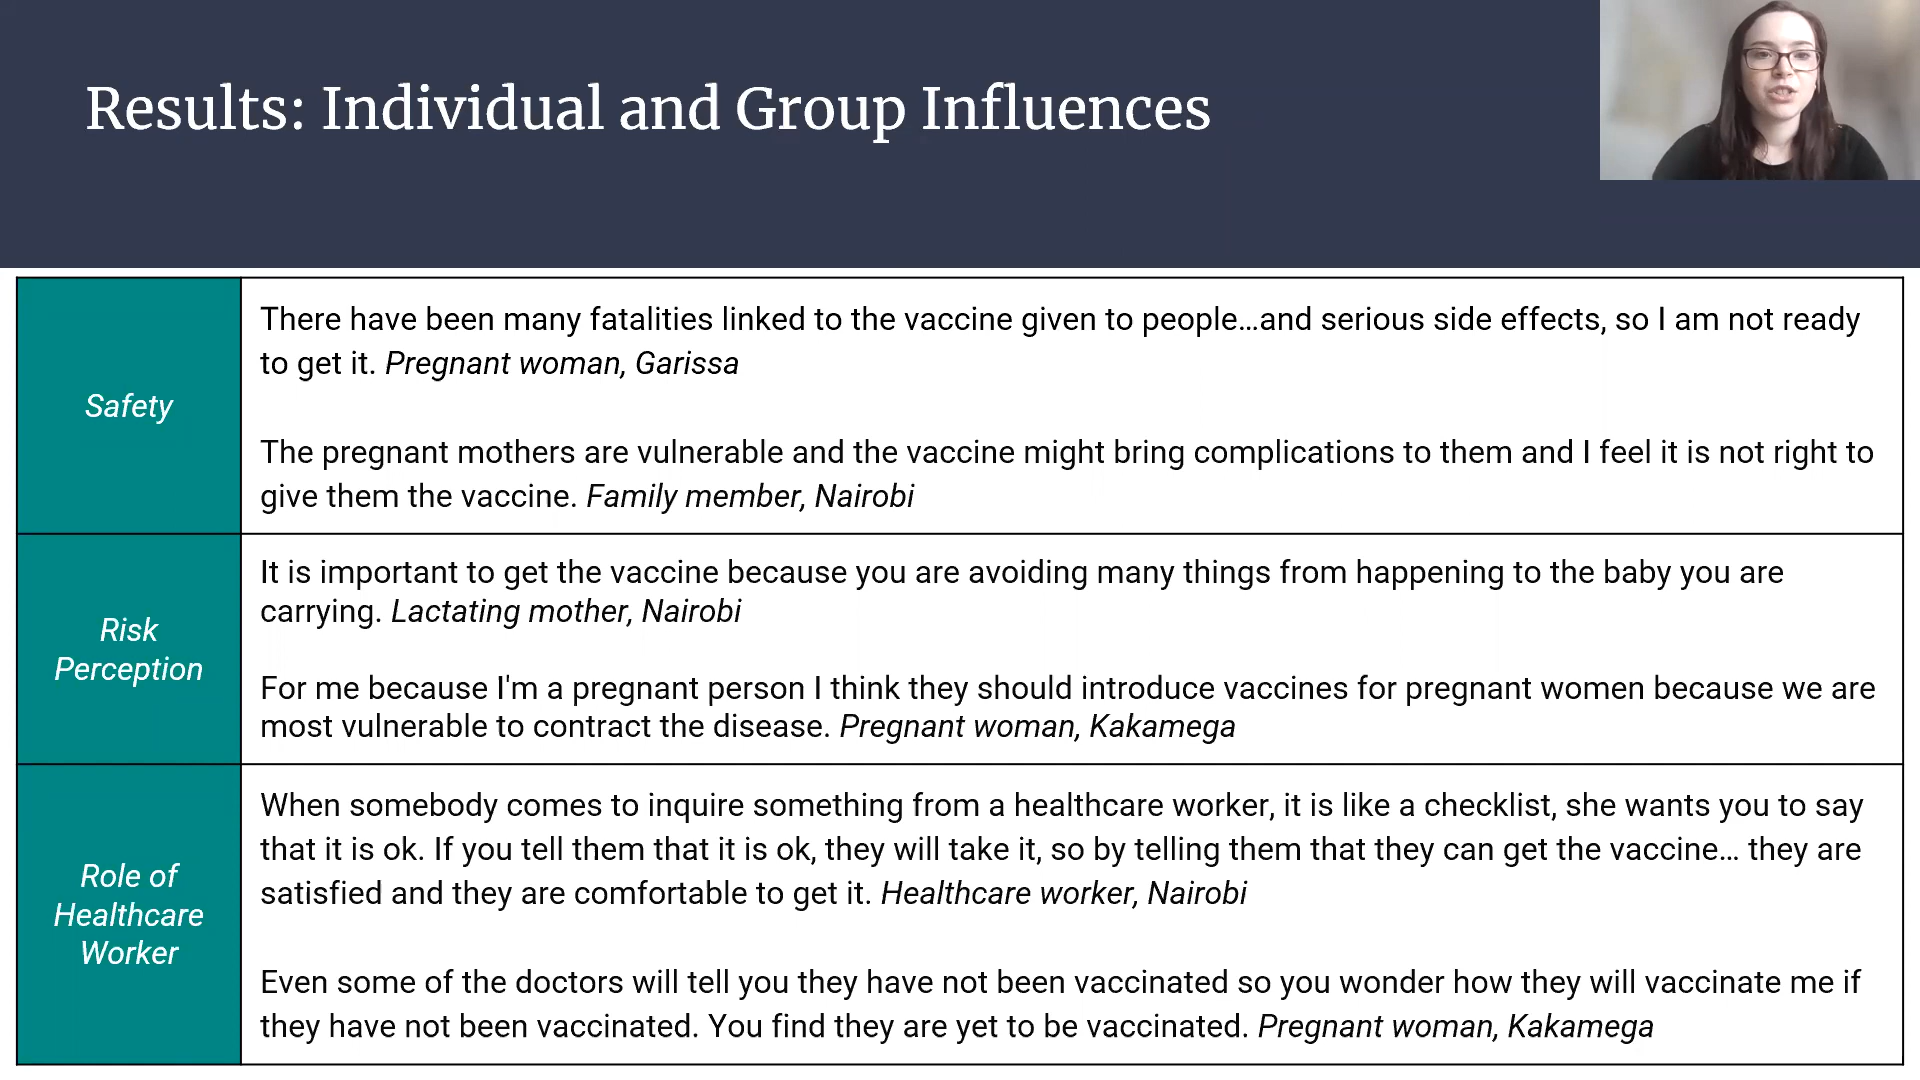 Results: Individual and Group Influences
Safety
There have been many fatalities linked to the vaccine given to people…and serious side effects, so I am not ready
to get it. Pregnant woman, Garissa
The pregnant mothers are vulnerable and the vaccine might bring complications to them and I feel it is not right to
give them the vaccine. Family member, Nairobi
Risk
Perception
It is important to get the vaccine because you are avoiding many things from happening to the baby you are
carrying. Lactating mother, Nairobi
For me because I'm a pregnant person I think they should introduce vaccines for pregnant women because we are
most vulnerable to contract the disease. Pregnant woman, Kakamega
Role of
Healthcare
Worker
When somebody comes to inquire something from a healthcare worker, it is like a checklist, she wants you to say
that it is ok. If you tell them that it is ok, they will take it, so by telling them that they can get the vaccine… they are
satisfied and they are comfortable to get it. Healthcare worker, Nairobi
Even some of the doctors will tell you they have not been vaccinated so you wonder how they will vaccinate me if
they have not been vaccinated. You find they are yet to be vaccinated. Pregnant woman, Kakamega